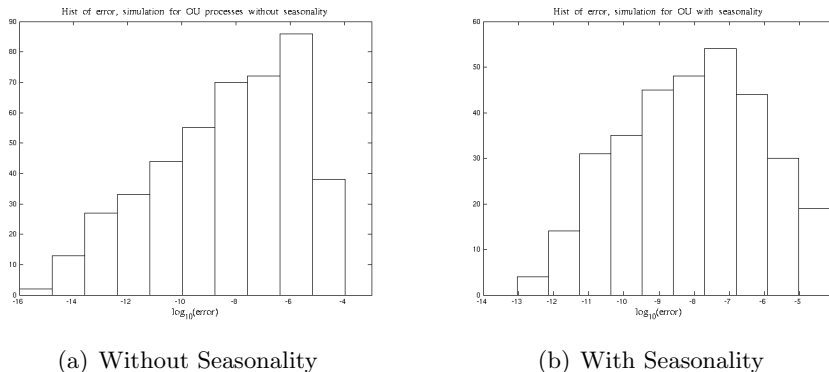 Hist of error, simulation for OU processes without seasonality
90
80
70
60
50
40
30
20
10
0
-16 -14 -12 -10 -8 -6 -4
log10(error)
(a) Without Seasonality
Hist of error, simulation for OU with seasonality
60
50
40
30
20
10
0
-14 -13 -12 -11 -10 -9 -8 -7 -6 -5 -4
log10(error)
(b) With Seasonality